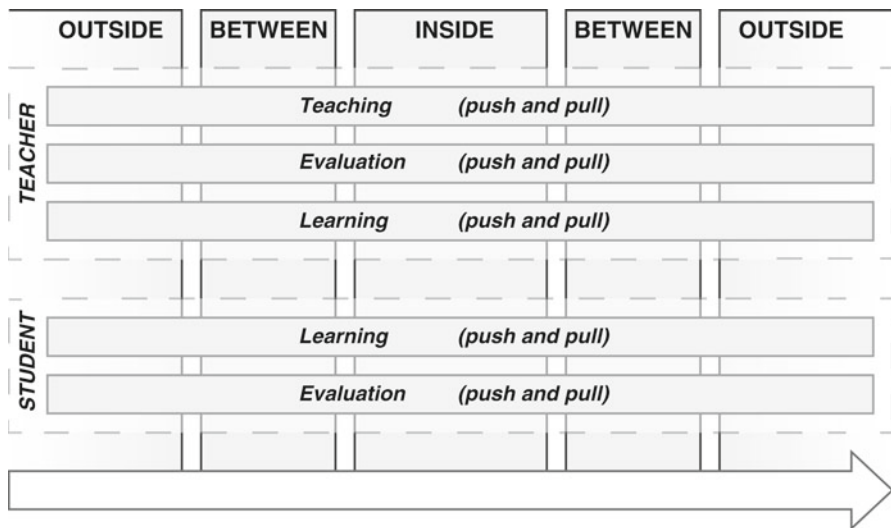 OUTSIDE BETWEEN INSIDE BETWEEN OUTSIDE
TEACHER
Teaching (push and pull)
Evaluation (push and pull)
Learning (push and pull)
STUDENT
Learning (push and pull)
Evaluation (push and pull)